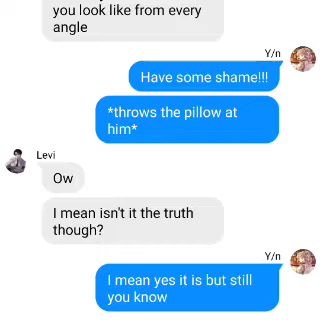 you look like from every
angle
Y/n
Have some shame!!!
*throws the pillow at
him*
Levi
Ow
I mean isn't it the truth
though?
Y/n
I mean yes it is but still
you know